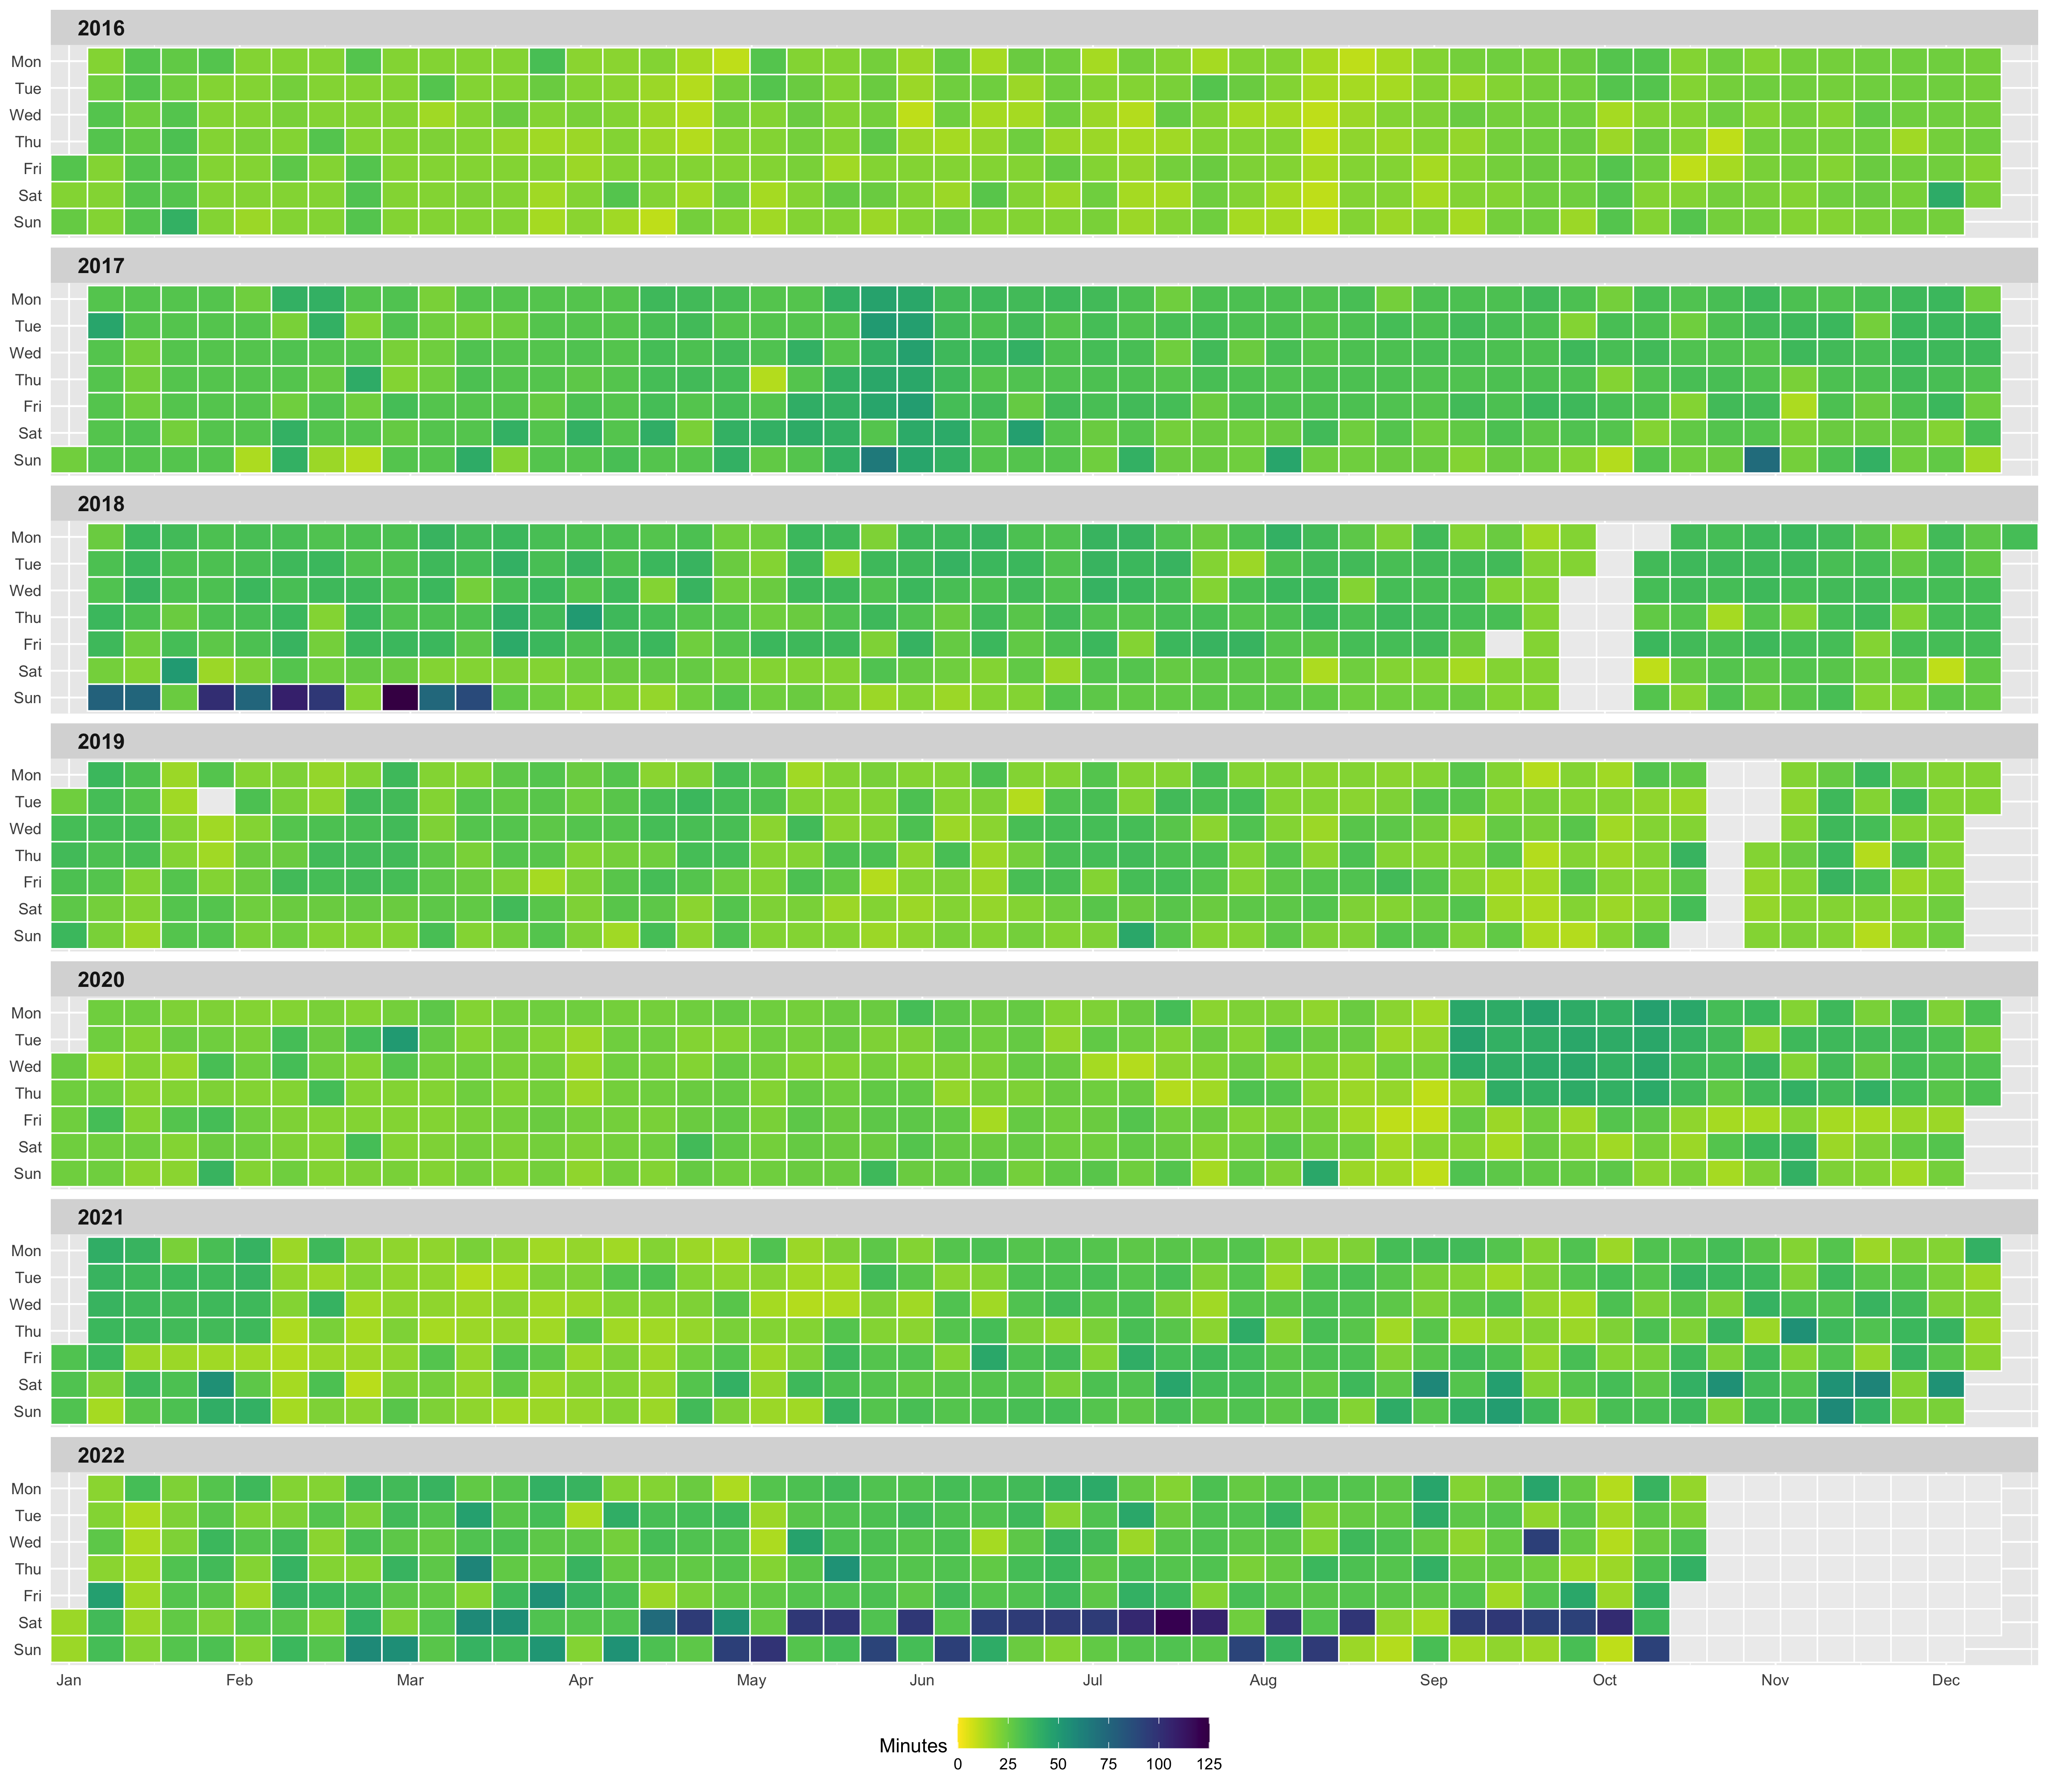 2016
Mon
Tue
Wed
Thu
Fri
Sat
Sun
2017
Mon
Tue
Wed
Thu
Fri
Sat
Sun
2018
Mon
Tue
Wed
Thu
Fri
Sat
Sun
2019
Mon
Tue
Wed
Thu
Fri
Sat
Sun
2020
Mon
Tue
Wed
Thu
Fri
Sat
Sun
2021
Mon
Tue
Wed
Thu
Fri
Sat
Sun
2022
Mon
Tue
Wed
Thu
Fri
Sat
Sun
Jan Feb Mar Apr May Jun Jul Aug Sep Oct Nov Dec
Minutes
0 25 50 75 100 125